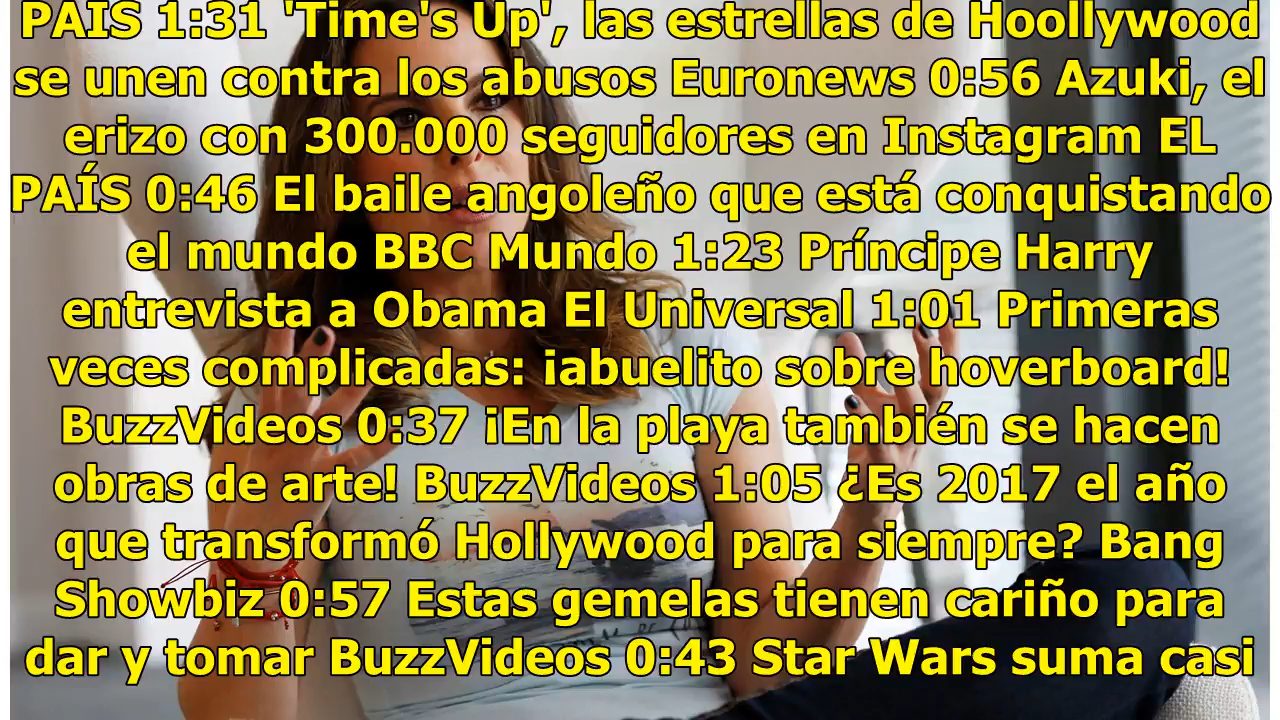 PAÍS 1:31 'Time's Up', las estrellas de Hoollywood
se unen contra los abusos Euronews 0:56 Azuki, el
erizo con 300.000 seguidores en Instagram EL
PAÍS 0:46 El baile angoleño que está conquistando
el mundo BBC Mundo 1:23 Príncipe Harry
entrevista a Obama El Universal 1:01 Primeras
veces complicadas: ¡abuelito sobre hoverboard!
BuzzVideos 0:37 ¡En la playa también se hacen
obras de arte! BuzzVideos 1:05 ¿Es 2017 el año
que transformó Hollywood para siempre? Bang
Showbiz 0:57 Estas gemelas tienen cariño para
dar y tomar BuzzVideos 0:43 Star Wars suma casi